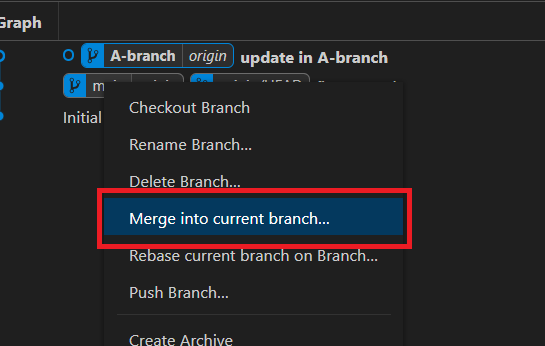 Graph
A-branch origin update in A-branch
Initial
Checkout Branch
Rename Branch...
Delete Branch...
Merge into current branch...
Rebase current branch on Branch...
Push Branch...
Create Archive